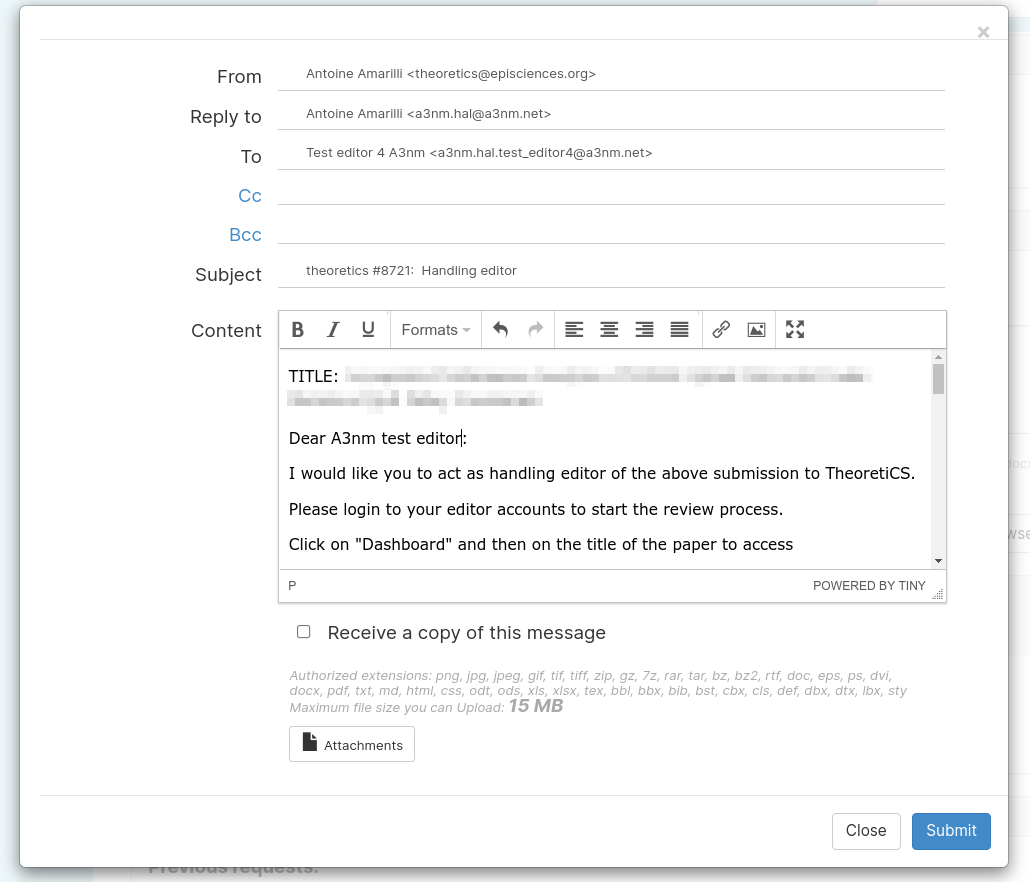 ×
From Antoine Amarilli <theoretics@episciences.org>
Reply to Antoine Amarilli <a3nm.hal@a3nm.net>
To Test editor 4 A3nm <a3nm.hal.test_editor4@a3nm.net>
Cc
Bcc
Subject theoretics #8721:  Handling editor
Content B I U Formats
TITLE:
Dear A3nm test editor:
I would like you to act as handling editor of the above submission to TheoretiCS.
Please login to your editor accounts to start the review process.
Click on "Dashboard" and then on the title of the paper to access
P POWERED BY TINY
Receive a copy of this message
Authorized extensions: png, jpg, jpeg, gif, tif, tiff, zip, gz, 7z, rar, tar, bz, bz2, rtf, doc, eps, ps, dvi,
docx, pdf, txt, md, html, css, odt, ods, xls, xlsx, tex, bbl, bbx, bib, bst, cbx, cls, def, dbx, dtx, lbx, sty
Maximum file size you can Upload: 15 MB
Attachments
Close Submit
Previous requests: